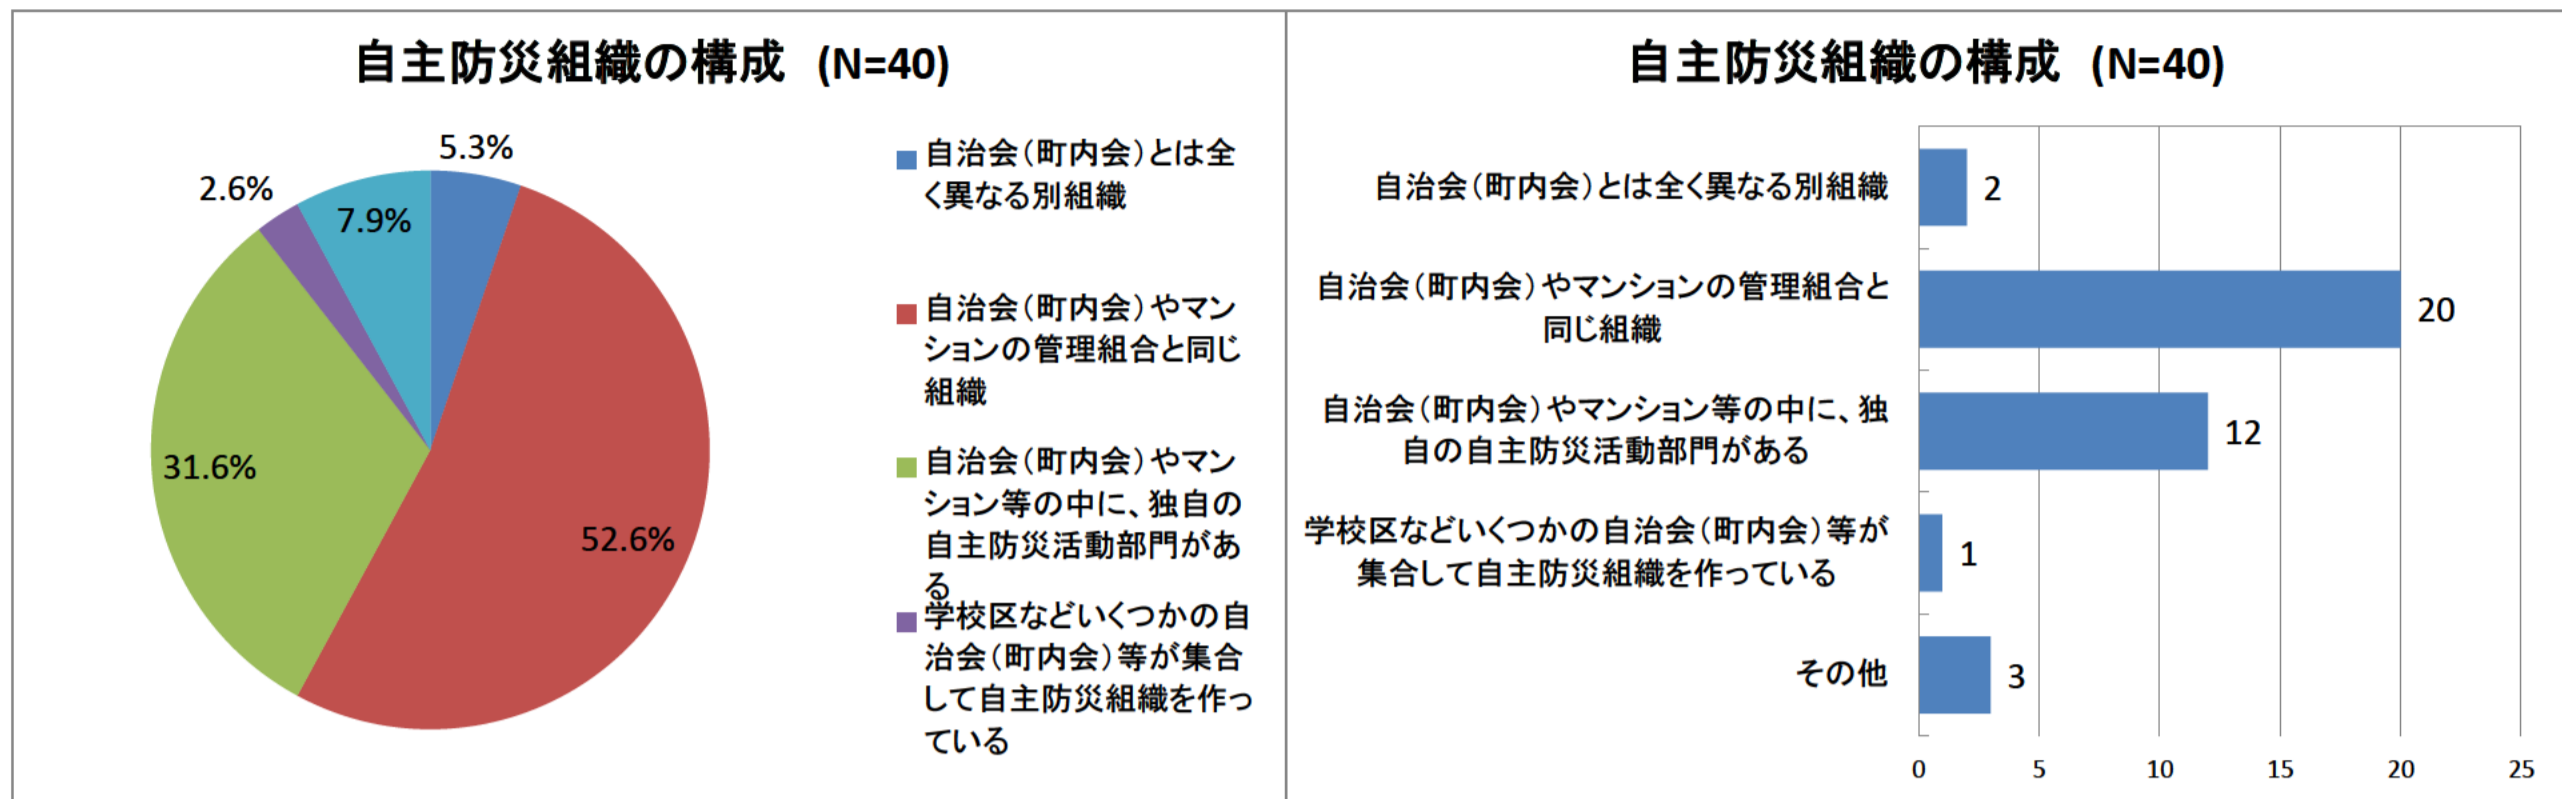 自主防災組織の構成 (N=40)
5.3%
2.6%
7.9%
31.6%
52.6%
自治会（町内会）とは全
く異なる別組織
自治会（町内会）やマン
ションの管理組合と同じ
組織
自治会（町内会）やマン
ション等の中に、独自の
自主防災活動部門があ
る
学校区などいくつかの自
治会（町内会）等が集合
して自主防災組織を作っ
ている
自主防災組織の構成 (N=40)
自治会（町内会）とは全く異なる別組織
2
自治会（町内会）やマンションの管理組合と
同じ組織
20
自治会（町内会）やマンション等の中に、独
自の自主防災活動部門がある
12
学校区などいくつかの自治会（町内会）等が
集合して自主防災組織を作っている
1
その他
3
0 5 10 15 20 25